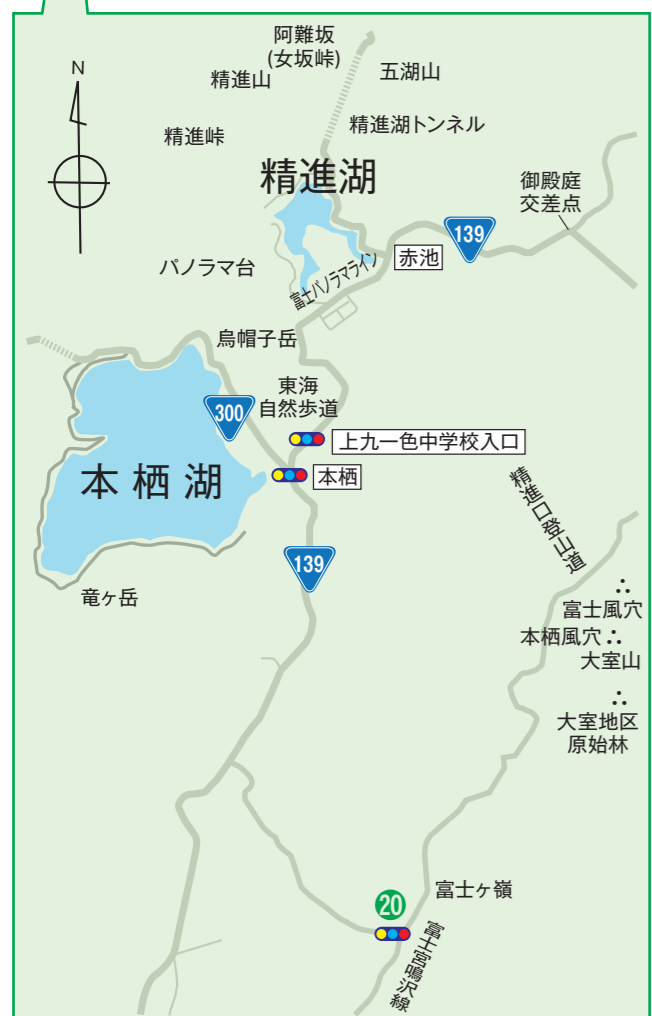 阿難坂
(女坂峠)
N
精進山
五湖山
精進峠
精進湖トンネル
精進湖
御殿庭
交差点
139
赤池
パノラマ台
富士パノラマライン
烏帽子岳
東海
自然歩道
300
上九一色中学校入口
本栖湖
本栖
精進口登山道
139
竜ヶ岳
富士風穴
本栖風穴
大室山
大室地区
原始林
富士ヶ嶺
20
富士宮鳴沢線